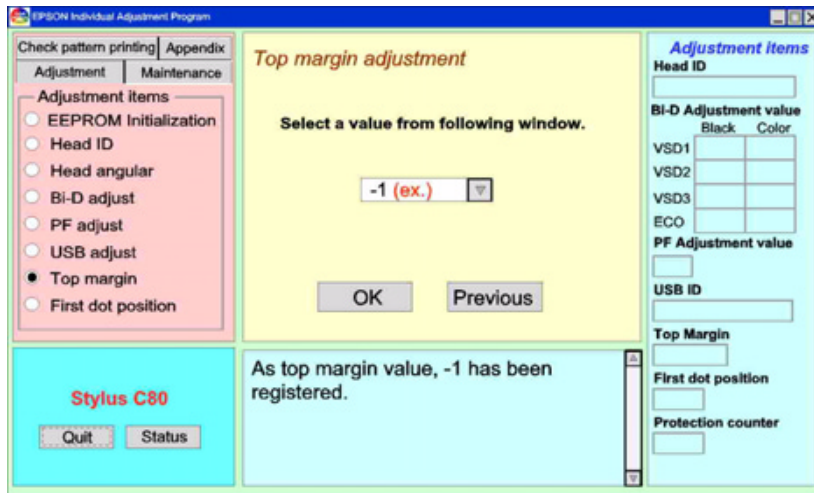 EPSON Individual Adjustment Program
Check pattern printing
Appendix
Adjustment
Maintenance
Adjustment items
EEPROM Initialization
Head ID
Head angular
Bi-D adjust
PF adjust
USB adjust
Top margin
First dot position
Stylus C80
Quit
Status
Top margin adjustment
Select a value from following window.
-1 (ex.)
OK
Previous
As top margin value, -1 has been
registered.
Adjustment items
Head ID
Bi-D Adjustment value
Black Color
VSD1
VSD2
VSD3
ECO
PF Adjustment value
USB ID
Top Margin
First dot position
Protection counter